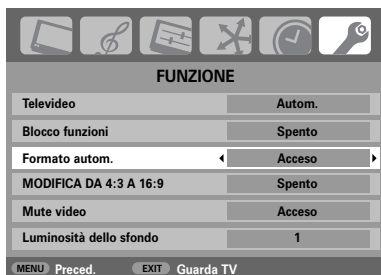 FUNZIONE
Televideo Autom.
Blocco funzioni Spento
Formato autom. Acceso
MODIFICA DA 4:3 A 16:9 Spento
Mute video Acceso
Luminosità dello sfondo 1
MENU Preced. EXIT Guarda TV